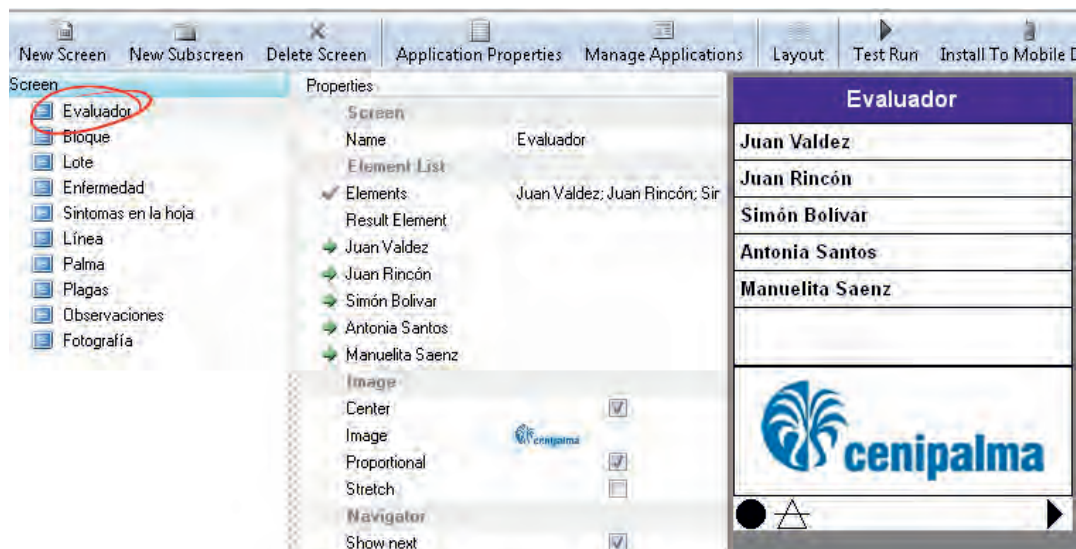 New Screen New Subscreen Delete Screen Application Properties Manage Applications Layout Test Run Install To Mobile D
Screen
Evaluador
Bloque
Lote
Enfermedad
Sintomas en la hoja
Línea
Palma
Plagas
Observaciones
Fotografía
Properties
Screen
Name Evaluador
Element List
Elements Juan Valdez; Juan Rincón; Sir
Result Element
Juan Valdez
Juan Rincón
Simón Bolivar
Antonia Santos
Manuelita Saenz
Image
Center
Image cenipalma
Proportional
Stretch
Navigator
Show next
Evaluador
Juan Valdez
Juan Rincón
Simón Bolívar
Antonia Santos
Manuelita Saenz
cenipalma